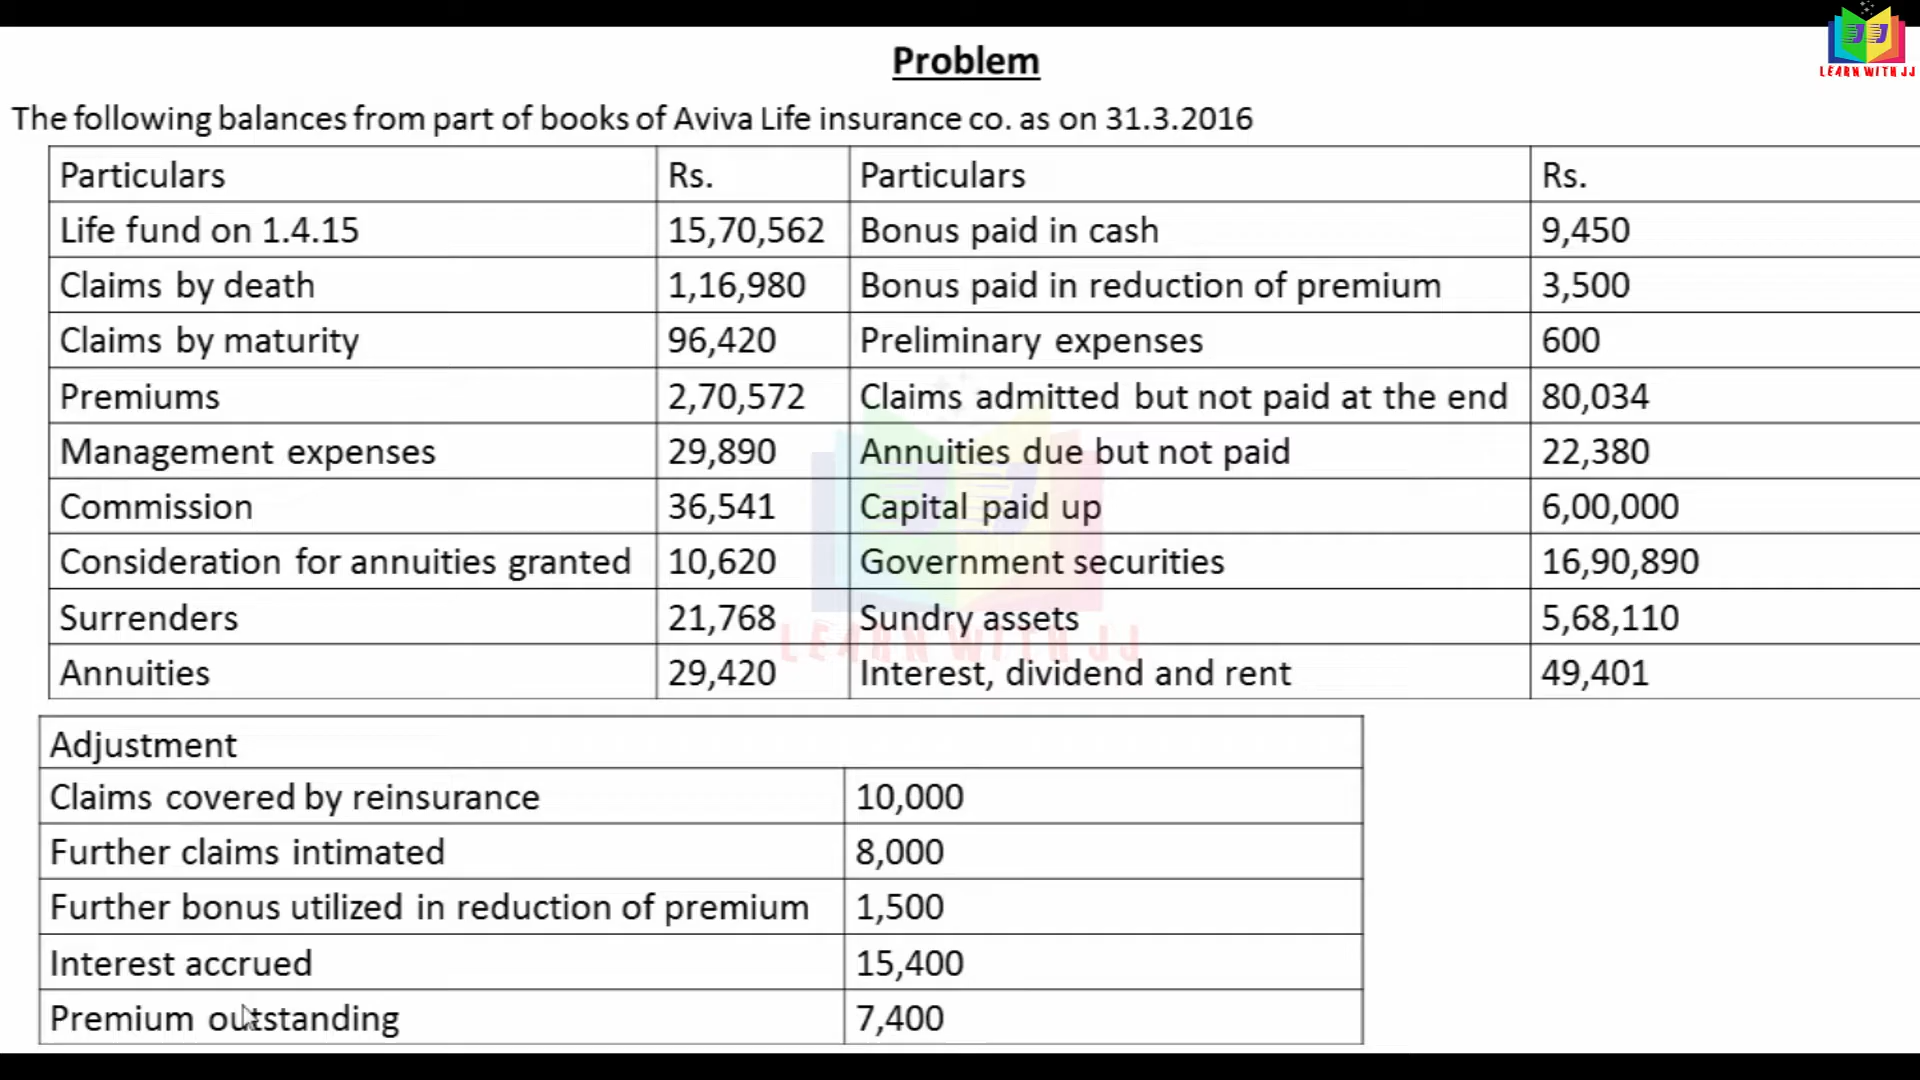 LEARN WITH JJ
Problem
The following balances from part of books of Aviva Life insurance co. as on 31.3.2016
Particulars Rs. Particulars Rs.
Life fund on 1.4.15 15,70,562 Bonus paid in cash 9,450
Claims by death 1,16,980 Bonus paid in reduction of premium 3,500
Claims by maturity 96,420 Preliminary expenses 600
Premiums 2,70,572 Claims admitted but not paid at the end 80,034
Management expenses 29,890 Annuities due but not paid 22,380
Commission 36,541 Capital paid up 6,00,000
Consideration for annuities granted 10,620 Government securities 16,90,890
Surrenders 21,768 Sundry assets 5,68,110
LEARN WITH JJ
Annuities 29,420 Interest, dividend and rent 49,401
Adjustment
Claims covered by reinsurance 10,000
Further claims intimated 8,000
Further bonus utilized in reduction of premium 1,500
Interest accrued 15,400
Premium outstanding 7,400